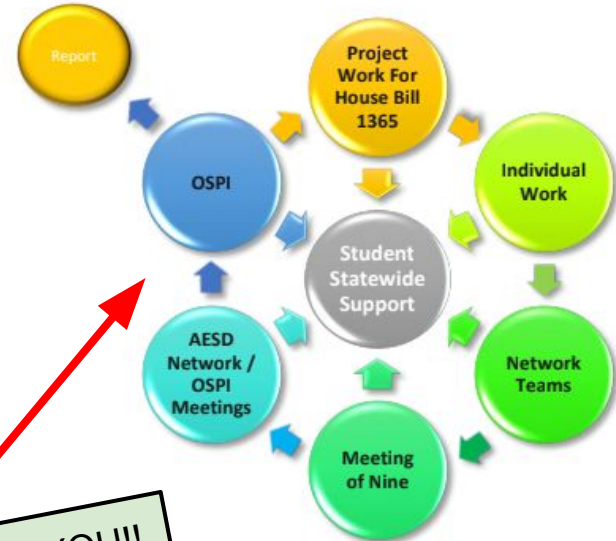 Report
Project
Work For
House Bill
1365
OSPI
Individual
Work
Student
Statewide
Support
AESD
Network /
OSPI
Meetings
Network
Teams
Meeting
of Nine
YOU!!